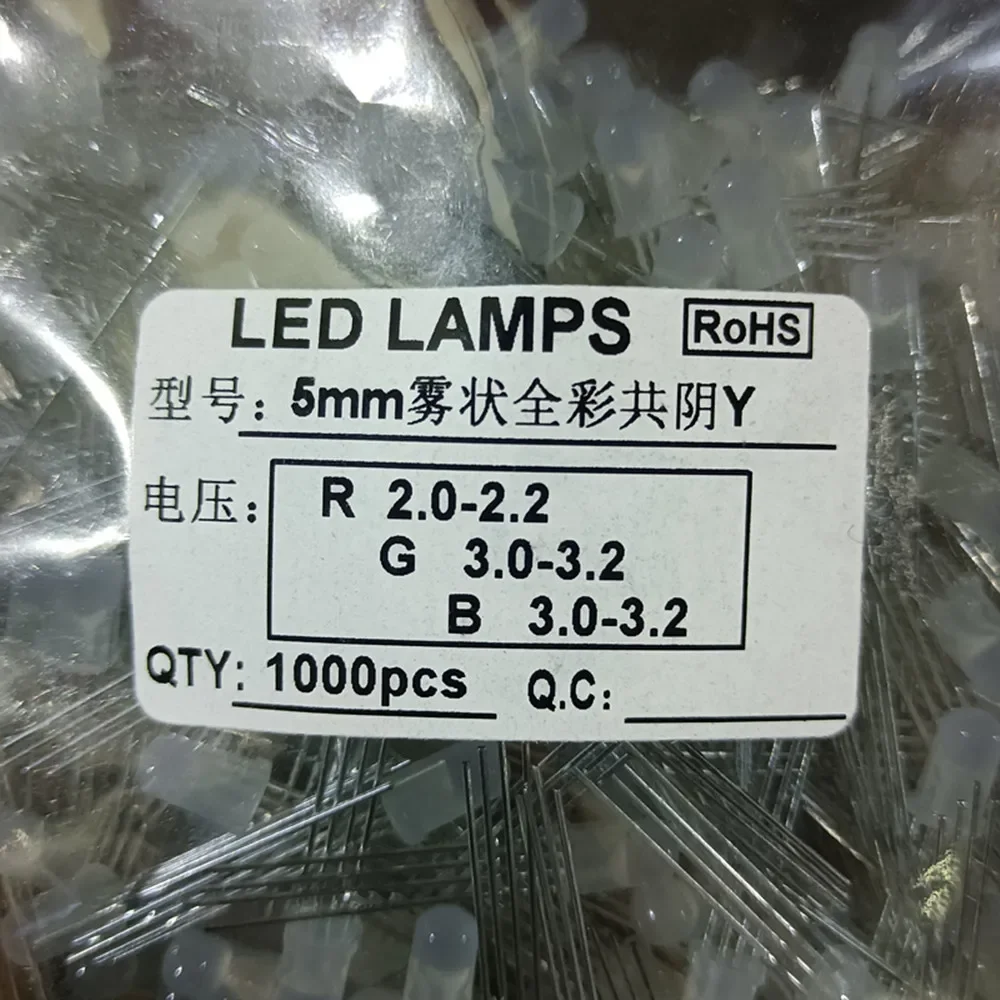 LED LAMPS RoHS
型号：5mm雾状全彩共阴Y
电压：R 2.0-2.2
G 3.0-3.2
B 3.0-3.2
QTY: 1000pcs Q.C: